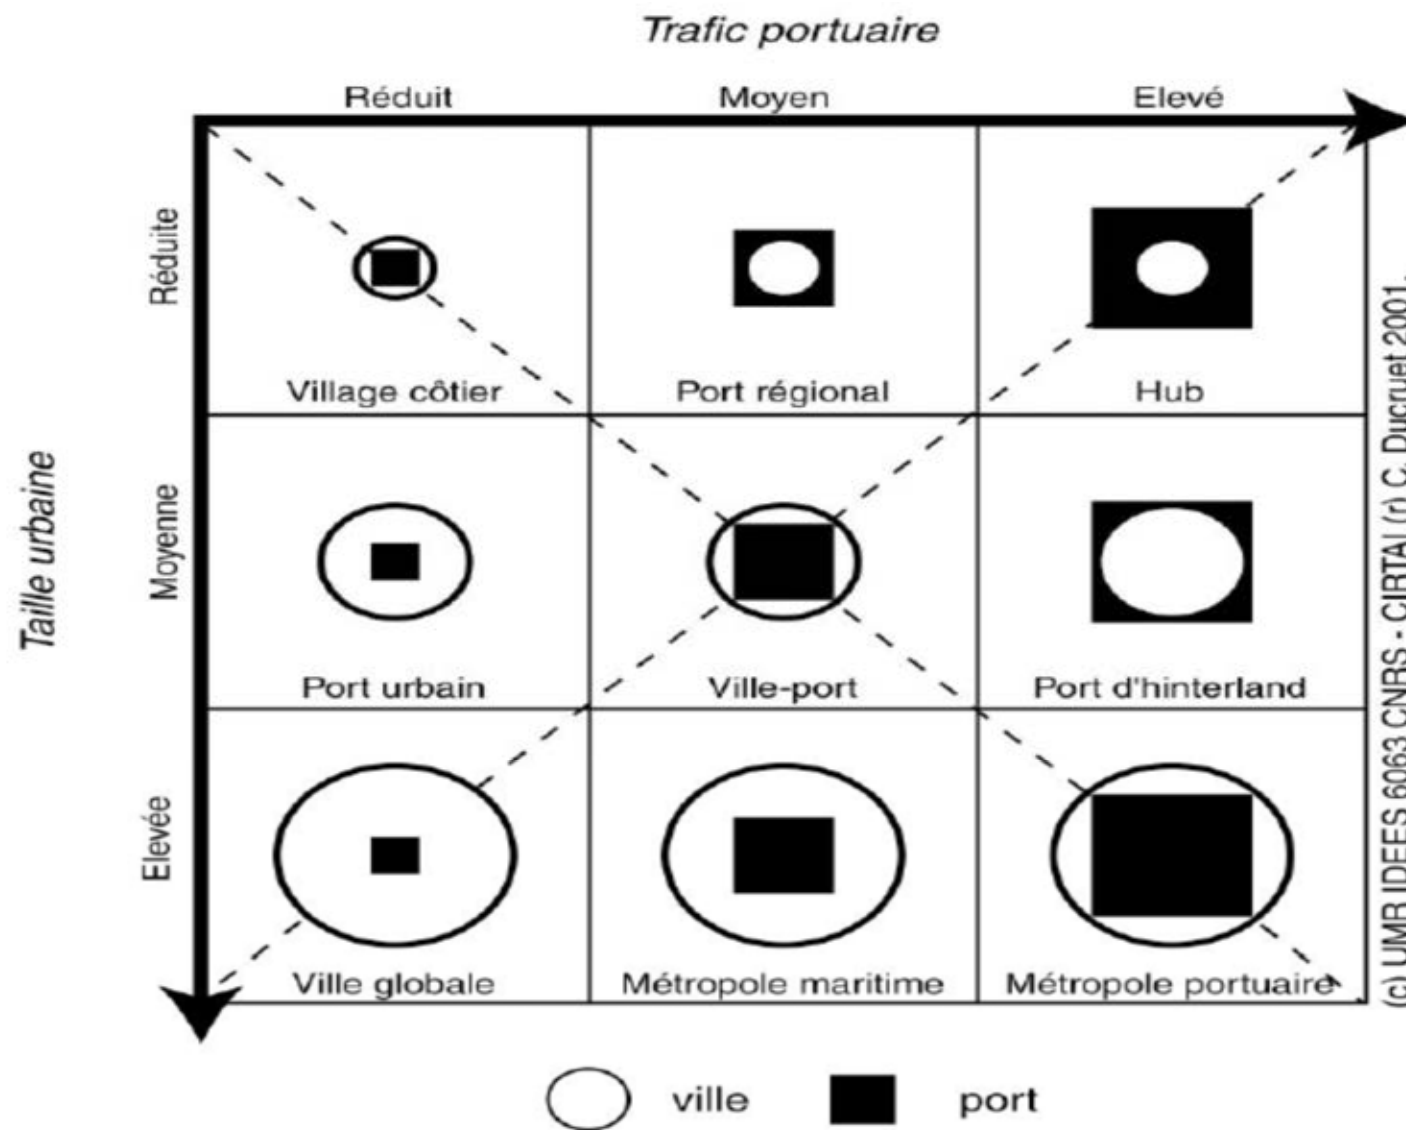 Trafic portuaire
Réduit Moyen Elevé
Taille urbaine
Réduite
Village côtier Port régional Hub
Moyenne
Port urbain Ville-port Port d'hinterland
Elevée
Ville globale Métropole maritime Métropole portuaire
ville port
(c) UMR IDEES 6063 CNRS - CIRTAI (r) C. Ducruet 2001.